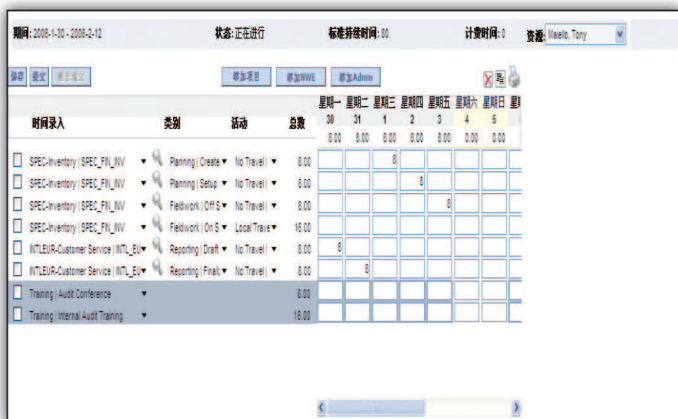 期间: 2006-1-30 - 2006-2-12 状态: 正在进行 标准持续时间: 80 计费时间: 0 资源: Maiello, Tony
保存 提交 添加项目 添加NWE 添加Admin
星期一 星期二 星期三 星期四 星期五 星期六 星期日
时间录入 类别 活动 总数 30 31 1 2 3 4 5
8.00 8.00 8.00 8.00 8.00 0.00 0.00
SPEC-Inventory | SPEC_FIN_INV Planning | Create No Travel | 8.00 8
SPEC-Inventory | SPEC_FIN_INV Planning | Setup No Travel | 8.00 8
SPEC-Inventory | SPEC_FIN_INV Fieldwork | Off S No Travel | 8.00 8
SPEC-Inventory | SPEC_FIN_INV Fieldwork | On S Local Trave 16.00
INTLEUR-Customer Service | INTL_EU Reporting | Draft No Travel | 8.00 8
INTLEUR-Customer Service | INTL_EU Reporting | Final, No Travel | 8.00 8
Training | Audit Conference 8.00
Training | Internal Audit Training 16.00